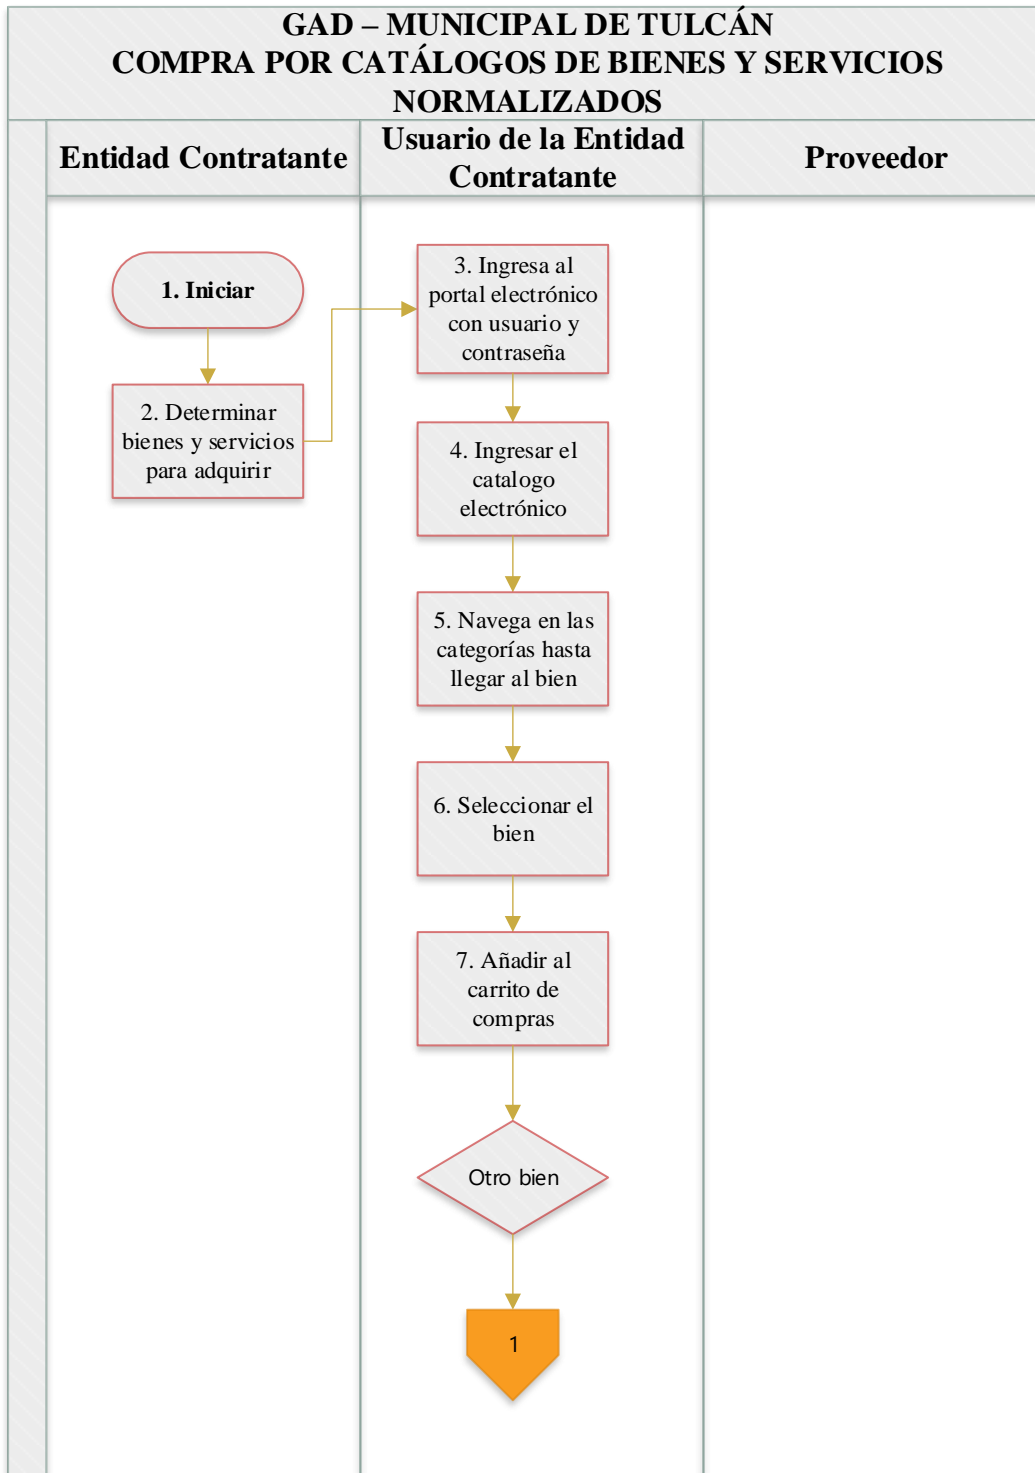 GAD – MUNICIPAL DE TULCÁN
COMPRA POR CATÁLOGOS DE BIENES Y SERVICIOS
NORMALIZADOS
Entidad Contratante
Usuario de la Entidad
Contratante
Proveedor
1. Iniciar
2. Determinar
bienes y servicios
para adquirir
3. Ingresa al
portal electrónico
con usuario y
contraseña
4. Ingresar el
catalogo
electrónico
5. Navega en las
categorías hasta
llegar al bien
6. Seleccionar el
bien
7. Añadir al
carrito de
compras
Otro bien
1